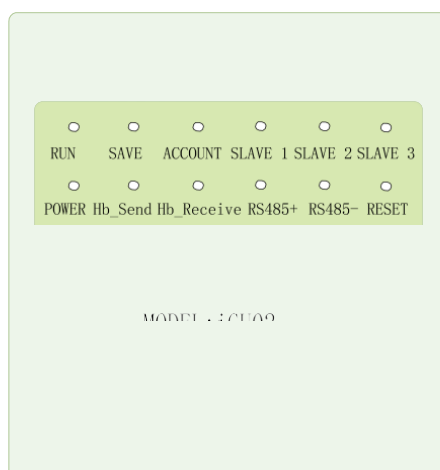 RUN SAVE ACCOUNT SLAVE 1 SLAVE 2 SLAVE 3
POWER Hb_Send Hb_Receive RS485+ RS485- RESET